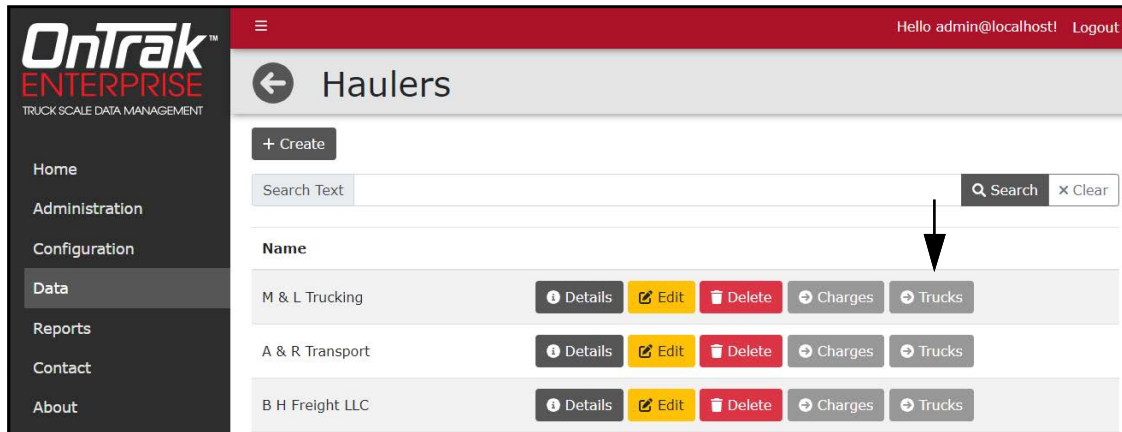 OnTrak™
ENTERPRISE
TRUCK SCALE DATA MANAGEMENT
Home
Administration
Configuration
Data
Reports
Contact
About
Hello admin@localhost! Logout
Haulers
+ Create
Search Text Search × Clear
Name
M & L Trucking Details Edit Delete Charges Trucks
A & R Transport Details Edit Delete Charges Trucks
B H Freight LLC Details Edit Delete Charges Trucks